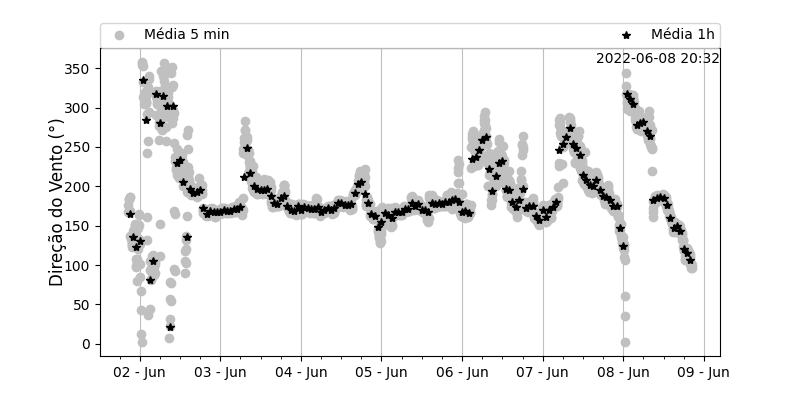 Média 5 min
Média 1h
2022-06-08 20:32
Direção do Vento (°)
350
300
250
200
150
100
50
0
02 - Jun
03 - Jun
04 - Jun
05 - Jun
06 - Jun
07 - Jun
08 - Jun
09 - Jun